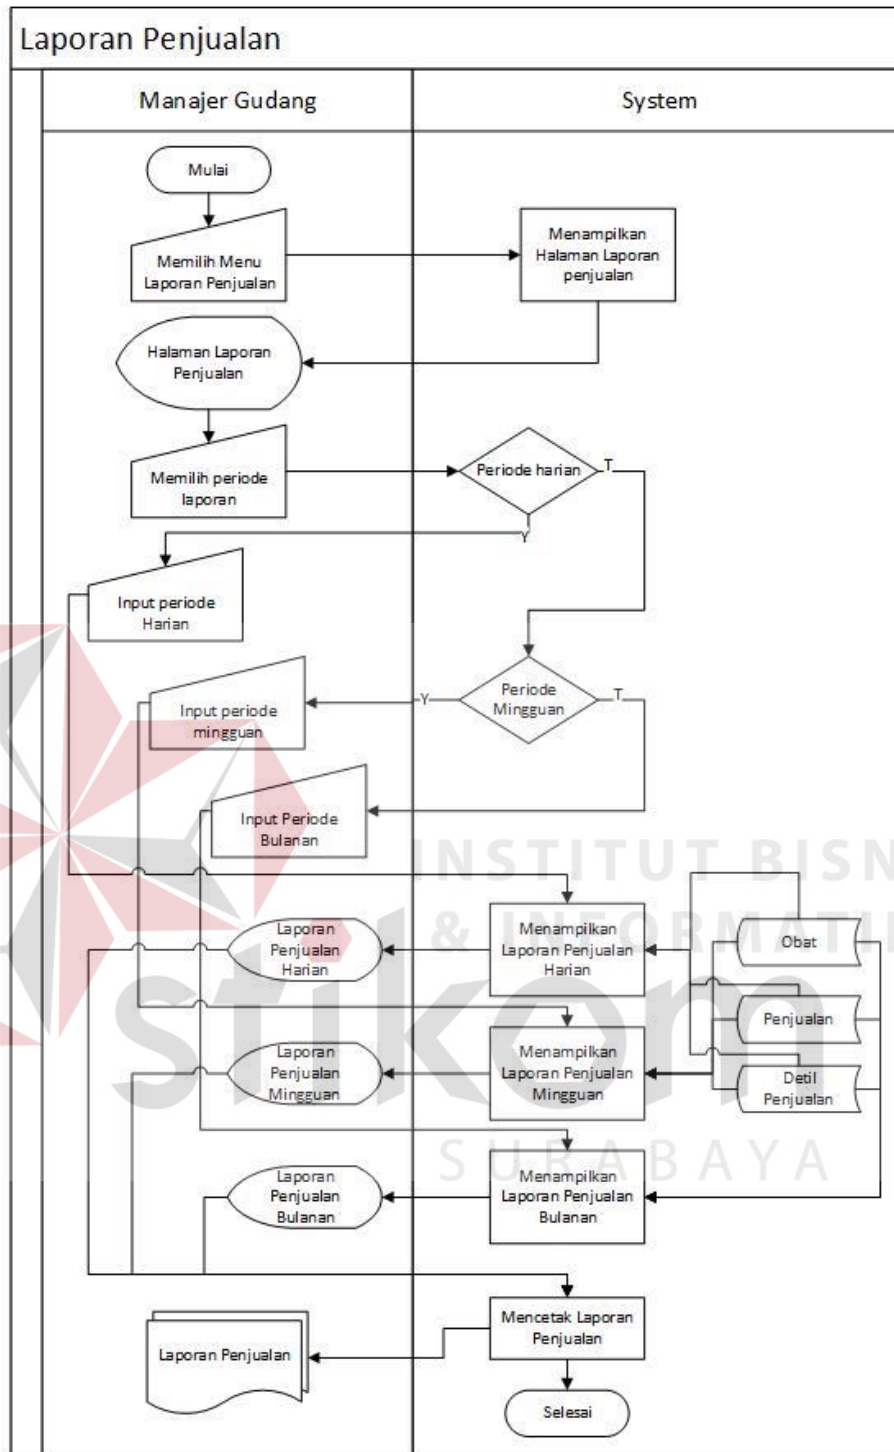 Laporan Penjualan
Manajer Gudang
System
Mulai
Memilih Menu
Laporan Penjualan
Menampilkan
Halaman Laporan
penjualan
Halaman Laporan
Penjualan
Memilih periode
laporan
Periode harian
T
Y
Input periode
Harian
Input periode
mingguan
Y
Periode
Mingguan
T
Input Periode
Bulanan
INSTITUT BISN
& INFORMATIK
stikom
SURABAYA
Laporan
Penjualan
Harian
Menampilkan
Laporan Penjualan
Harian
Obat
Penjualan
Detil
Penjualan
Laporan
Penjualan
Mingguan
Menampilkan
Laporan Penjualan
Mingguan
Laporan
Penjualan
Bulanan
Menampilkan
Laporan Penjualan
Bulanan
Mencetak Laporan
Penjualan
Laporan Penjualan
Selesai